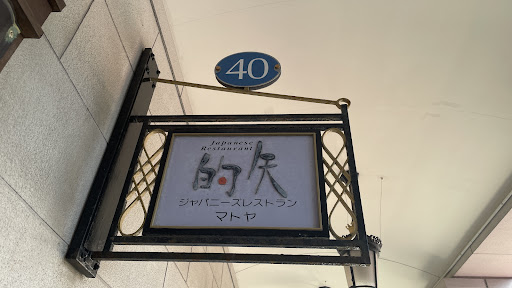 40
Japanese
Restaurant
的矢
ジャパニーズレストラン
マトヤ